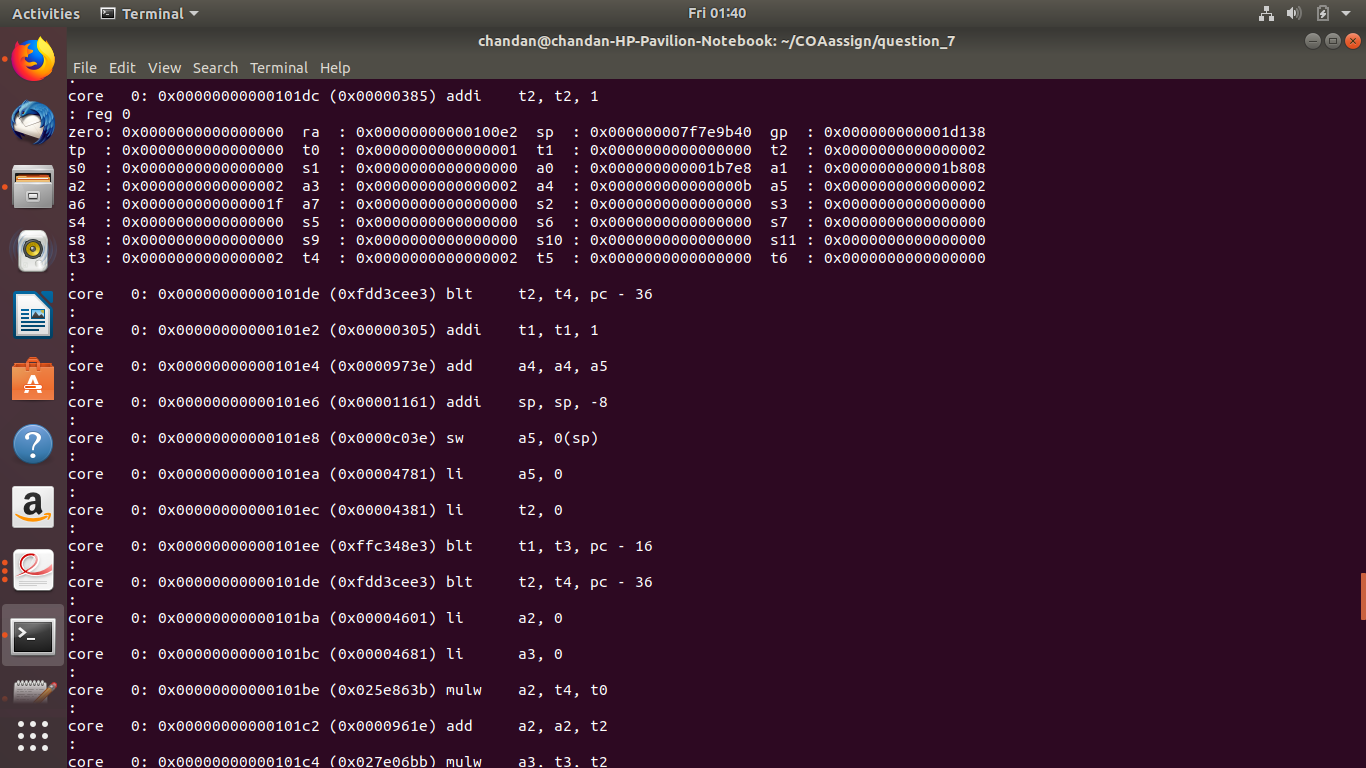 Activities Terminal Fri 01:40
chandan@chandan-HP-Pavilion-Notebook: ~/COAassign/question_7
File Edit View Search Terminal Help
:
core   0: 0x00000000000101dc (0x00000385) addi    t2, t2, 1
: reg 0
zero: 0x0000000000000000  ra  : 0x00000000000100e2  sp  : 0x000000007f7e9b40  gp  : 0x000000000001d138
tp  : 0x0000000000000000  t0  : 0x0000000000000001  t1  : 0x0000000000000000  t2  : 0x0000000000000002
s0  : 0x0000000000000000  s1  : 0x0000000000000000  a0  : 0x000000000001b7e8  a1  : 0x000000000001b808
a2  : 0x0000000000000002  a3  : 0x0000000000000002  a4  : 0x000000000000000b  a5  : 0x0000000000000002
a6  : 0x000000000000001f  a7  : 0x0000000000000000  s2  : 0x0000000000000000  s3  : 0x0000000000000000
s4  : 0x0000000000000000  s5  : 0x0000000000000000  s6  : 0x0000000000000000  s7  : 0x0000000000000000
s8  : 0x0000000000000000  s9  : 0x0000000000000000  s10 : 0x0000000000000000  s11 : 0x0000000000000000
t3  : 0x0000000000000002  t4  : 0x0000000000000002  t5  : 0x0000000000000000  t6  : 0x0000000000000000
:
core   0: 0x00000000000101de (0xfdd3cee3) blt     t2, t4, pc - 36
:
core   0: 0x00000000000101e2 (0x00000305) addi    t1, t1, 1
:
core   0: 0x00000000000101e4 (0x0000973e) add     a4, a4, a5
:
core   0: 0x00000000000101e6 (0x00001161) addi    sp, sp, -8
:
core   0: 0x00000000000101e8 (0x0000c03e) sw      a5, 0(sp)
:
core   0: 0x00000000000101ea (0x00004781) li      a5, 0
:
core   0: 0x00000000000101ec (0x00004381) li      t2, 0
:
core   0: 0x00000000000101ee (0xffc348e3) blt     t1, t3, pc - 16
:
core   0: 0x00000000000101de (0xfdd3cee3) blt     t2, t4, pc - 36
:
core   0: 0x00000000000101ba (0x00004601) li      a2, 0
:
core   0: 0x00000000000101bc (0x00004681) li      a3, 0
:
core   0: 0x00000000000101be (0x025e863b) mulw    a2, t4, t0
:
core   0: 0x00000000000101c2 (0x0000961e) add     a2, a2, t2
:
core   0: 0x00000000000101c4 (0x027e06bb) mulw    a3, t3, t2